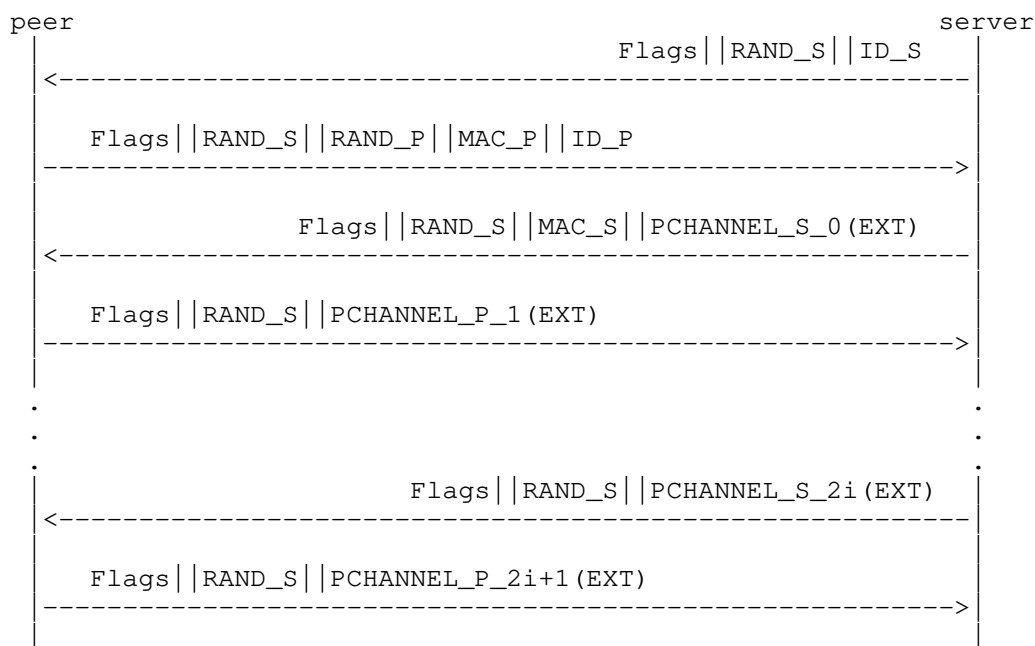 peer server
Flags||RAND_S||ID_S
Flags||RAND_S||RAND_P||MAC_P||ID_P
Flags||RAND_S||MAC_S||PCHANNEL_S_0(EXT)
Flags||RAND_S||PCHANNEL_P_1(EXT)
Flags||RAND_S||PCHANNEL_S_2i(EXT)
Flags||RAND_S||PCHANNEL_P_2i+1(EXT)